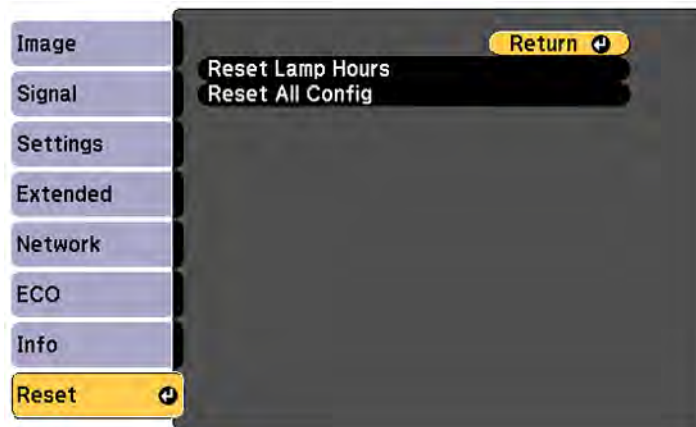 Image
Signal
Settings
Extended
Network
ECO
Info
Reset
Return
Reset Lamp Hours
Reset All Config